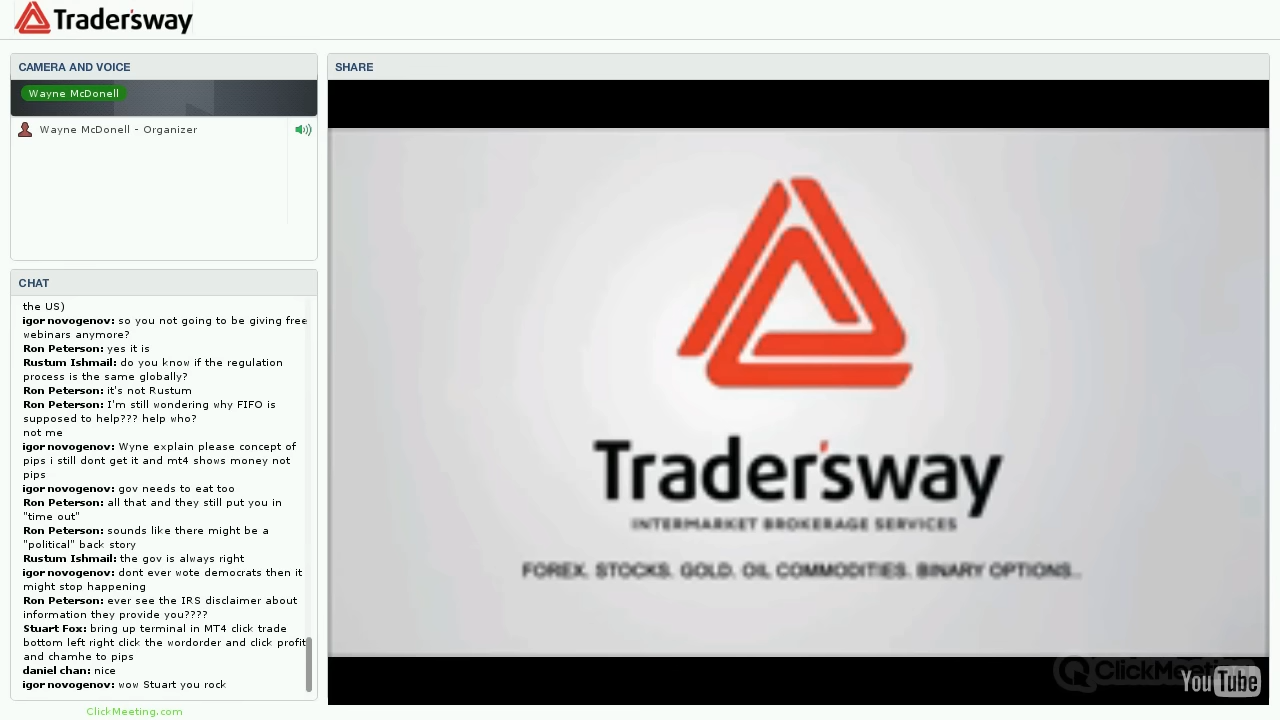 Tradersway
CAMERA AND VOICE
Wayne McDonell
Wayne McDonell - Organizer
CHAT
the US)
igor novogenov: so you not going to be giving free
webinars anymore?
Ron Peterson: yes it is
Rustum Ishmail: do you know if the regulation
process is the same globally?
Ron Peterson: it's not Rustum
Ron Peterson: I'm still wondering why FIFO is
supposed to help??? help who?
not me
igor novogenov: Wyne explain please concept of
pips i still dont get it and mt4 shows money not
pips
igor novogenov: gov needs to eat too
Ron Peterson: all that and they still put you in
"time out"
Ron Peterson: sounds like there might be a
"political" back story
Rustum Ishmail: the gov is always right
igor novogenov: dont ever wote democrats then it
might stop happening
Ron Peterson: ever see the IRS disclaimer about
information they provide you????
Stuart Fox: bring up terminal in MT4 click trade
bottom left right click the wordorder and click profit
and chamhe to pips
daniel chan: nice
igor novogenov: wow Stuart you rock
ClickMeeting.com
SHARE
Trader'sway
INTERMARKET BROKERAGE SERVICES
FOREX. STOCKS. GOLD. OIL COMMODITIES. BINARY OPTIONS..
ClickMeeting
YouTube